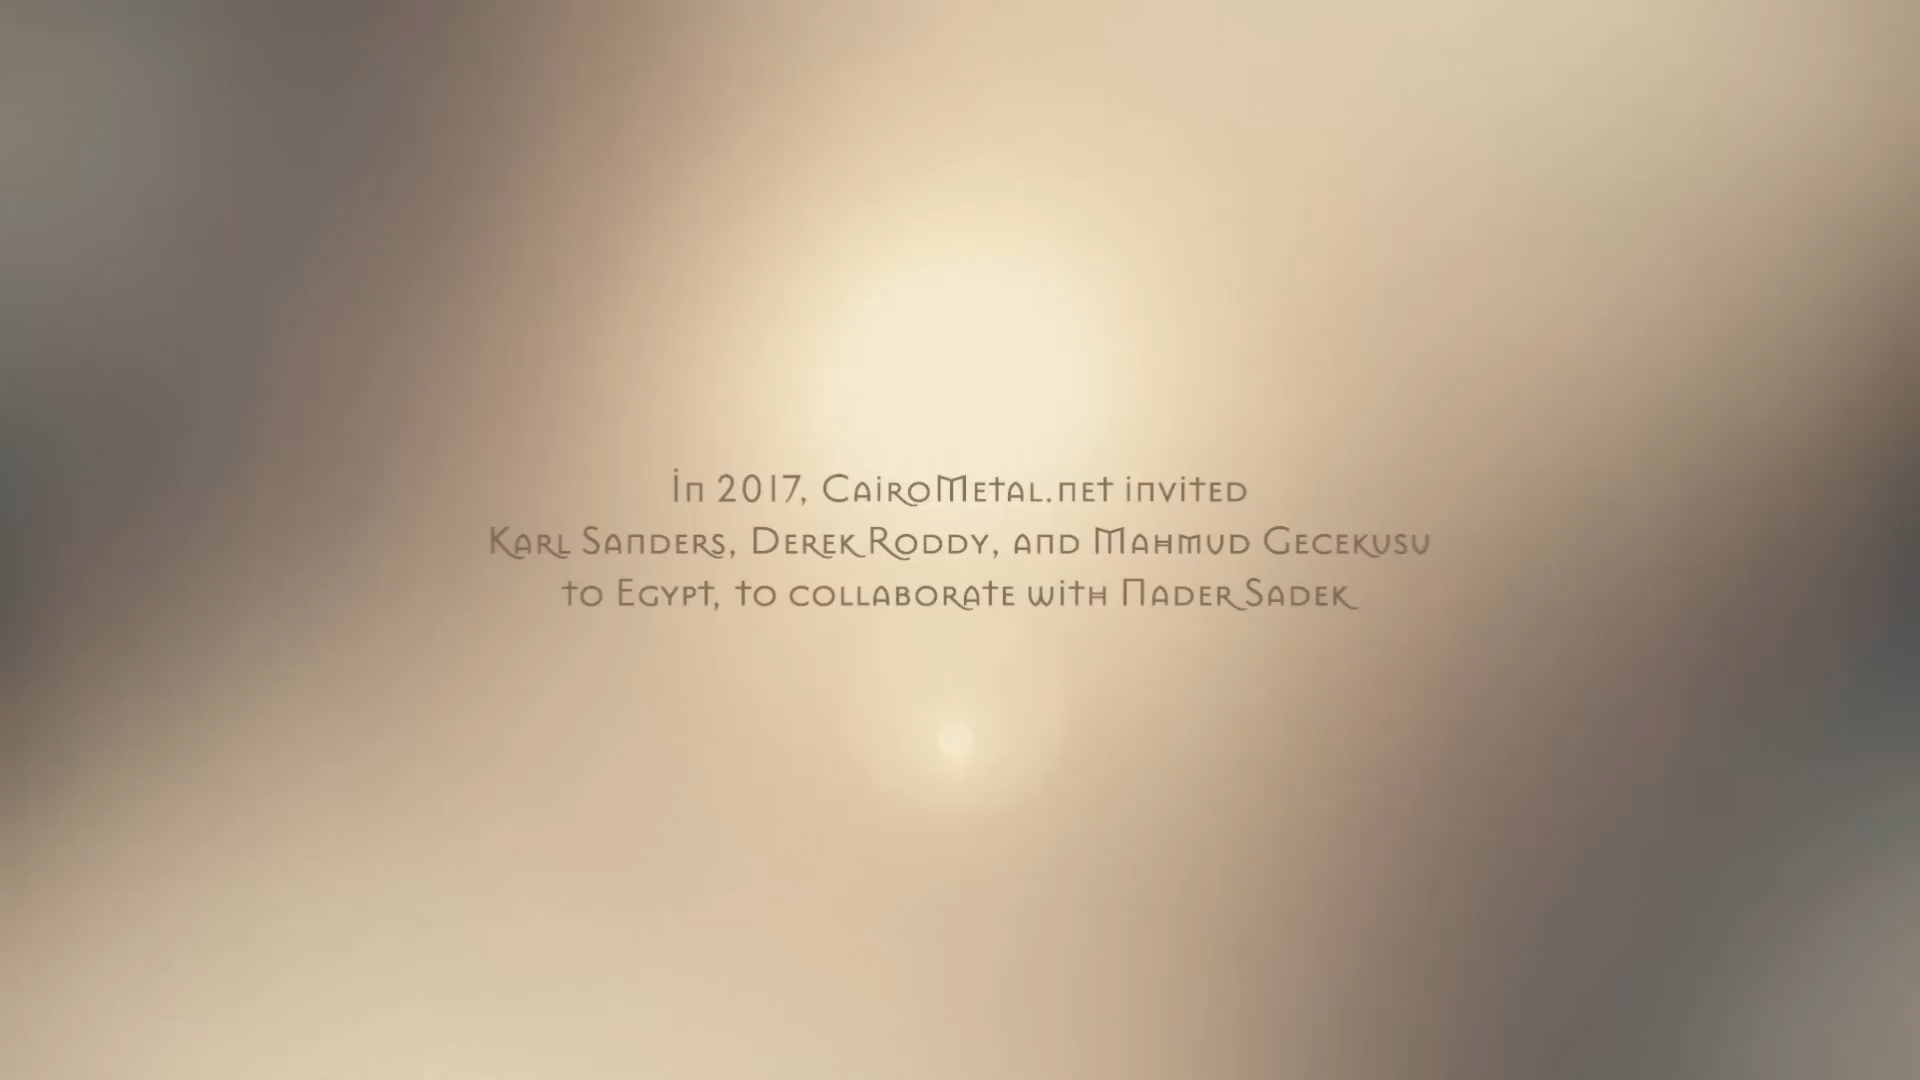 In 2017, CairoMetal.net invited
Karl Sanders, Derek Roddy, and Mahmud Gecekusu
to Egypt, to collaborate with Nader Sadek